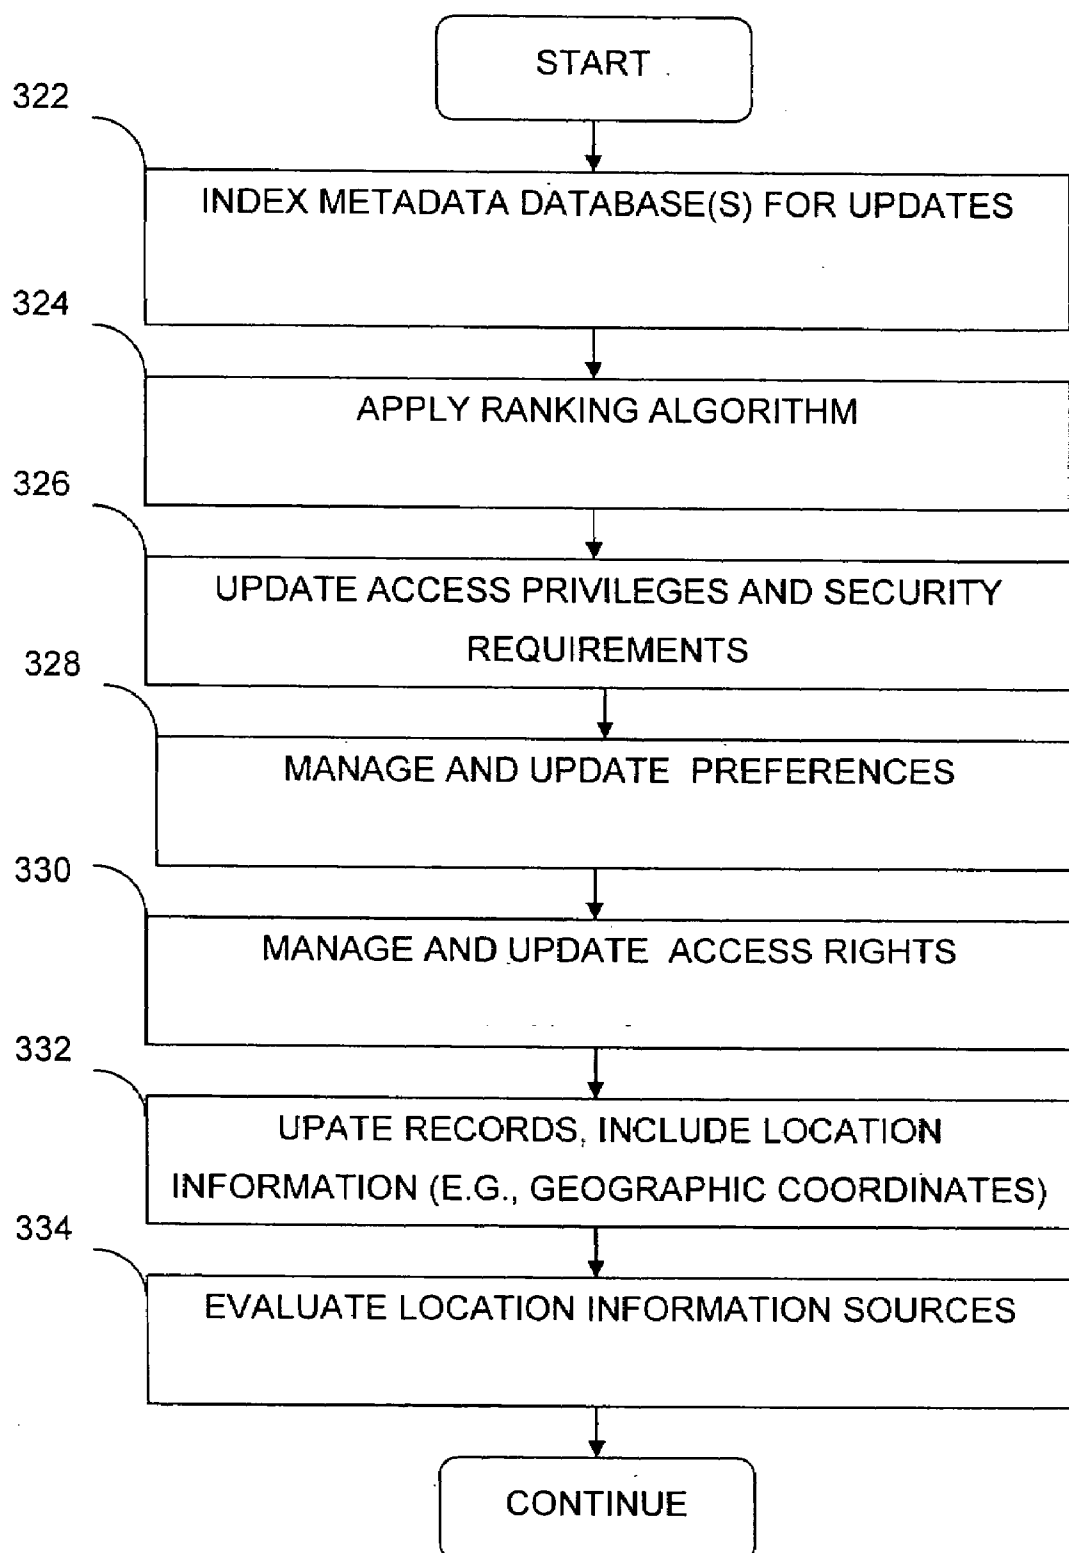 START
322
INDEX METADATA DATABASE(S) FOR UPDATES
324
APPLY RANKING ALGORITHM
326
UPDATE ACCESS PRIVILEGES AND SECURITY
REQUIREMENTS
328
MANAGE AND UPDATE PREFERENCES
330
MANAGE AND UPDATE ACCESS RIGHTS
332
UPATE RECORDS, INCLUDE LOCATION
INFORMATION (E.G., GEOGRAPHIC COORDINATES)
334
EVALUATE LOCATION INFORMATION SOURCES
CONTINUE